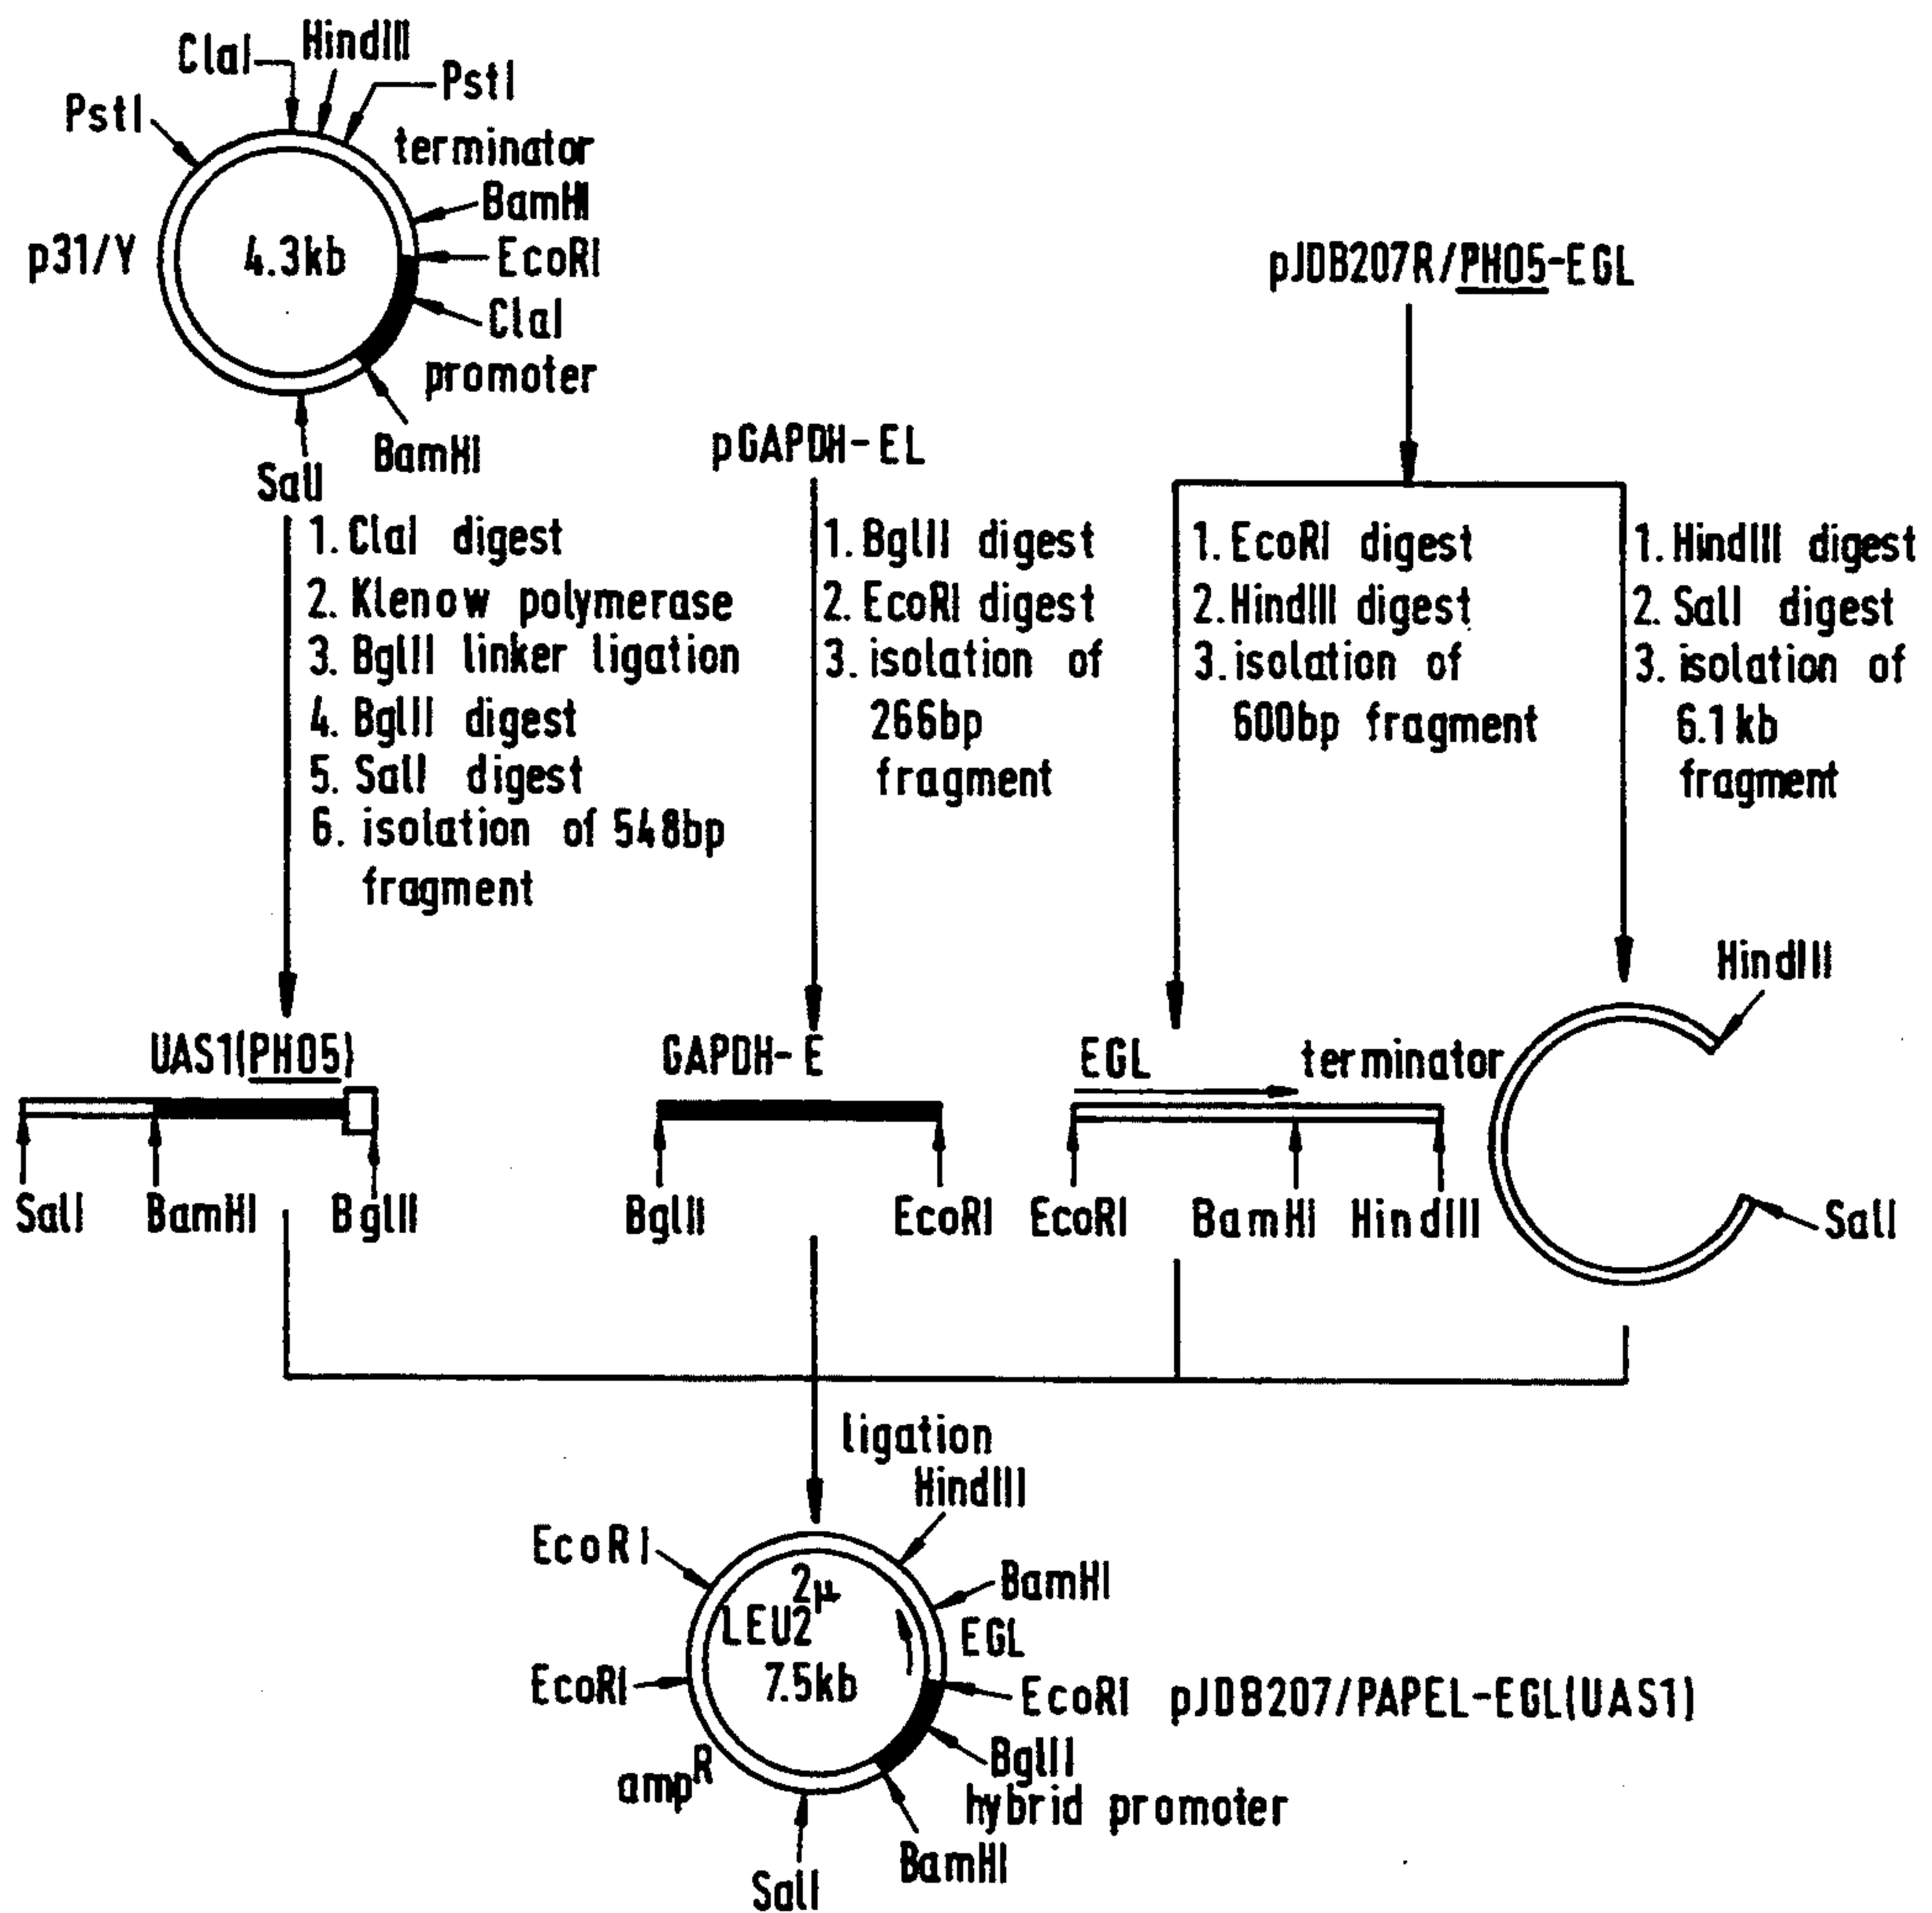 ClaI
HindIII
PstI
PstI
terminator
BamHI
p31/Y
4.3kb
EcoRI
ClaI
promoter
BamHI
SalI
pGAPDH-EL
pJDB207R/PHO5-EGL
1. ClaI digest
2. Klenow polymerase
3. BglII linker ligation
4. BglII digest
5. SalI digest
6. isolation of 548bp
fragment
1. BglII digest
2. EcoRI digest
3. isolation of
266bp
fragment
1. EcoRI digest
2. HindIII digest
3. isolation of
600bp fragment
1. HindIII digest
2. SalI digest
3. isolation of
6.1kb
fragment
UAS1(PHO5)
SalI
BamHI
BglII
GAPDH-E
BglII
EcoRI
EGL
terminator
EcoRI
BamHI
HindIII
HindIII
SalI
ligation
HindIII
EcoRI
BamHI
2µ
LEU2
7.5kb
EGL
EcoRI
EcoRI
pJDB207/PAPEL-EGL(UAS1)
BglII
hybrid promoter
ampR
BamHI
SalI